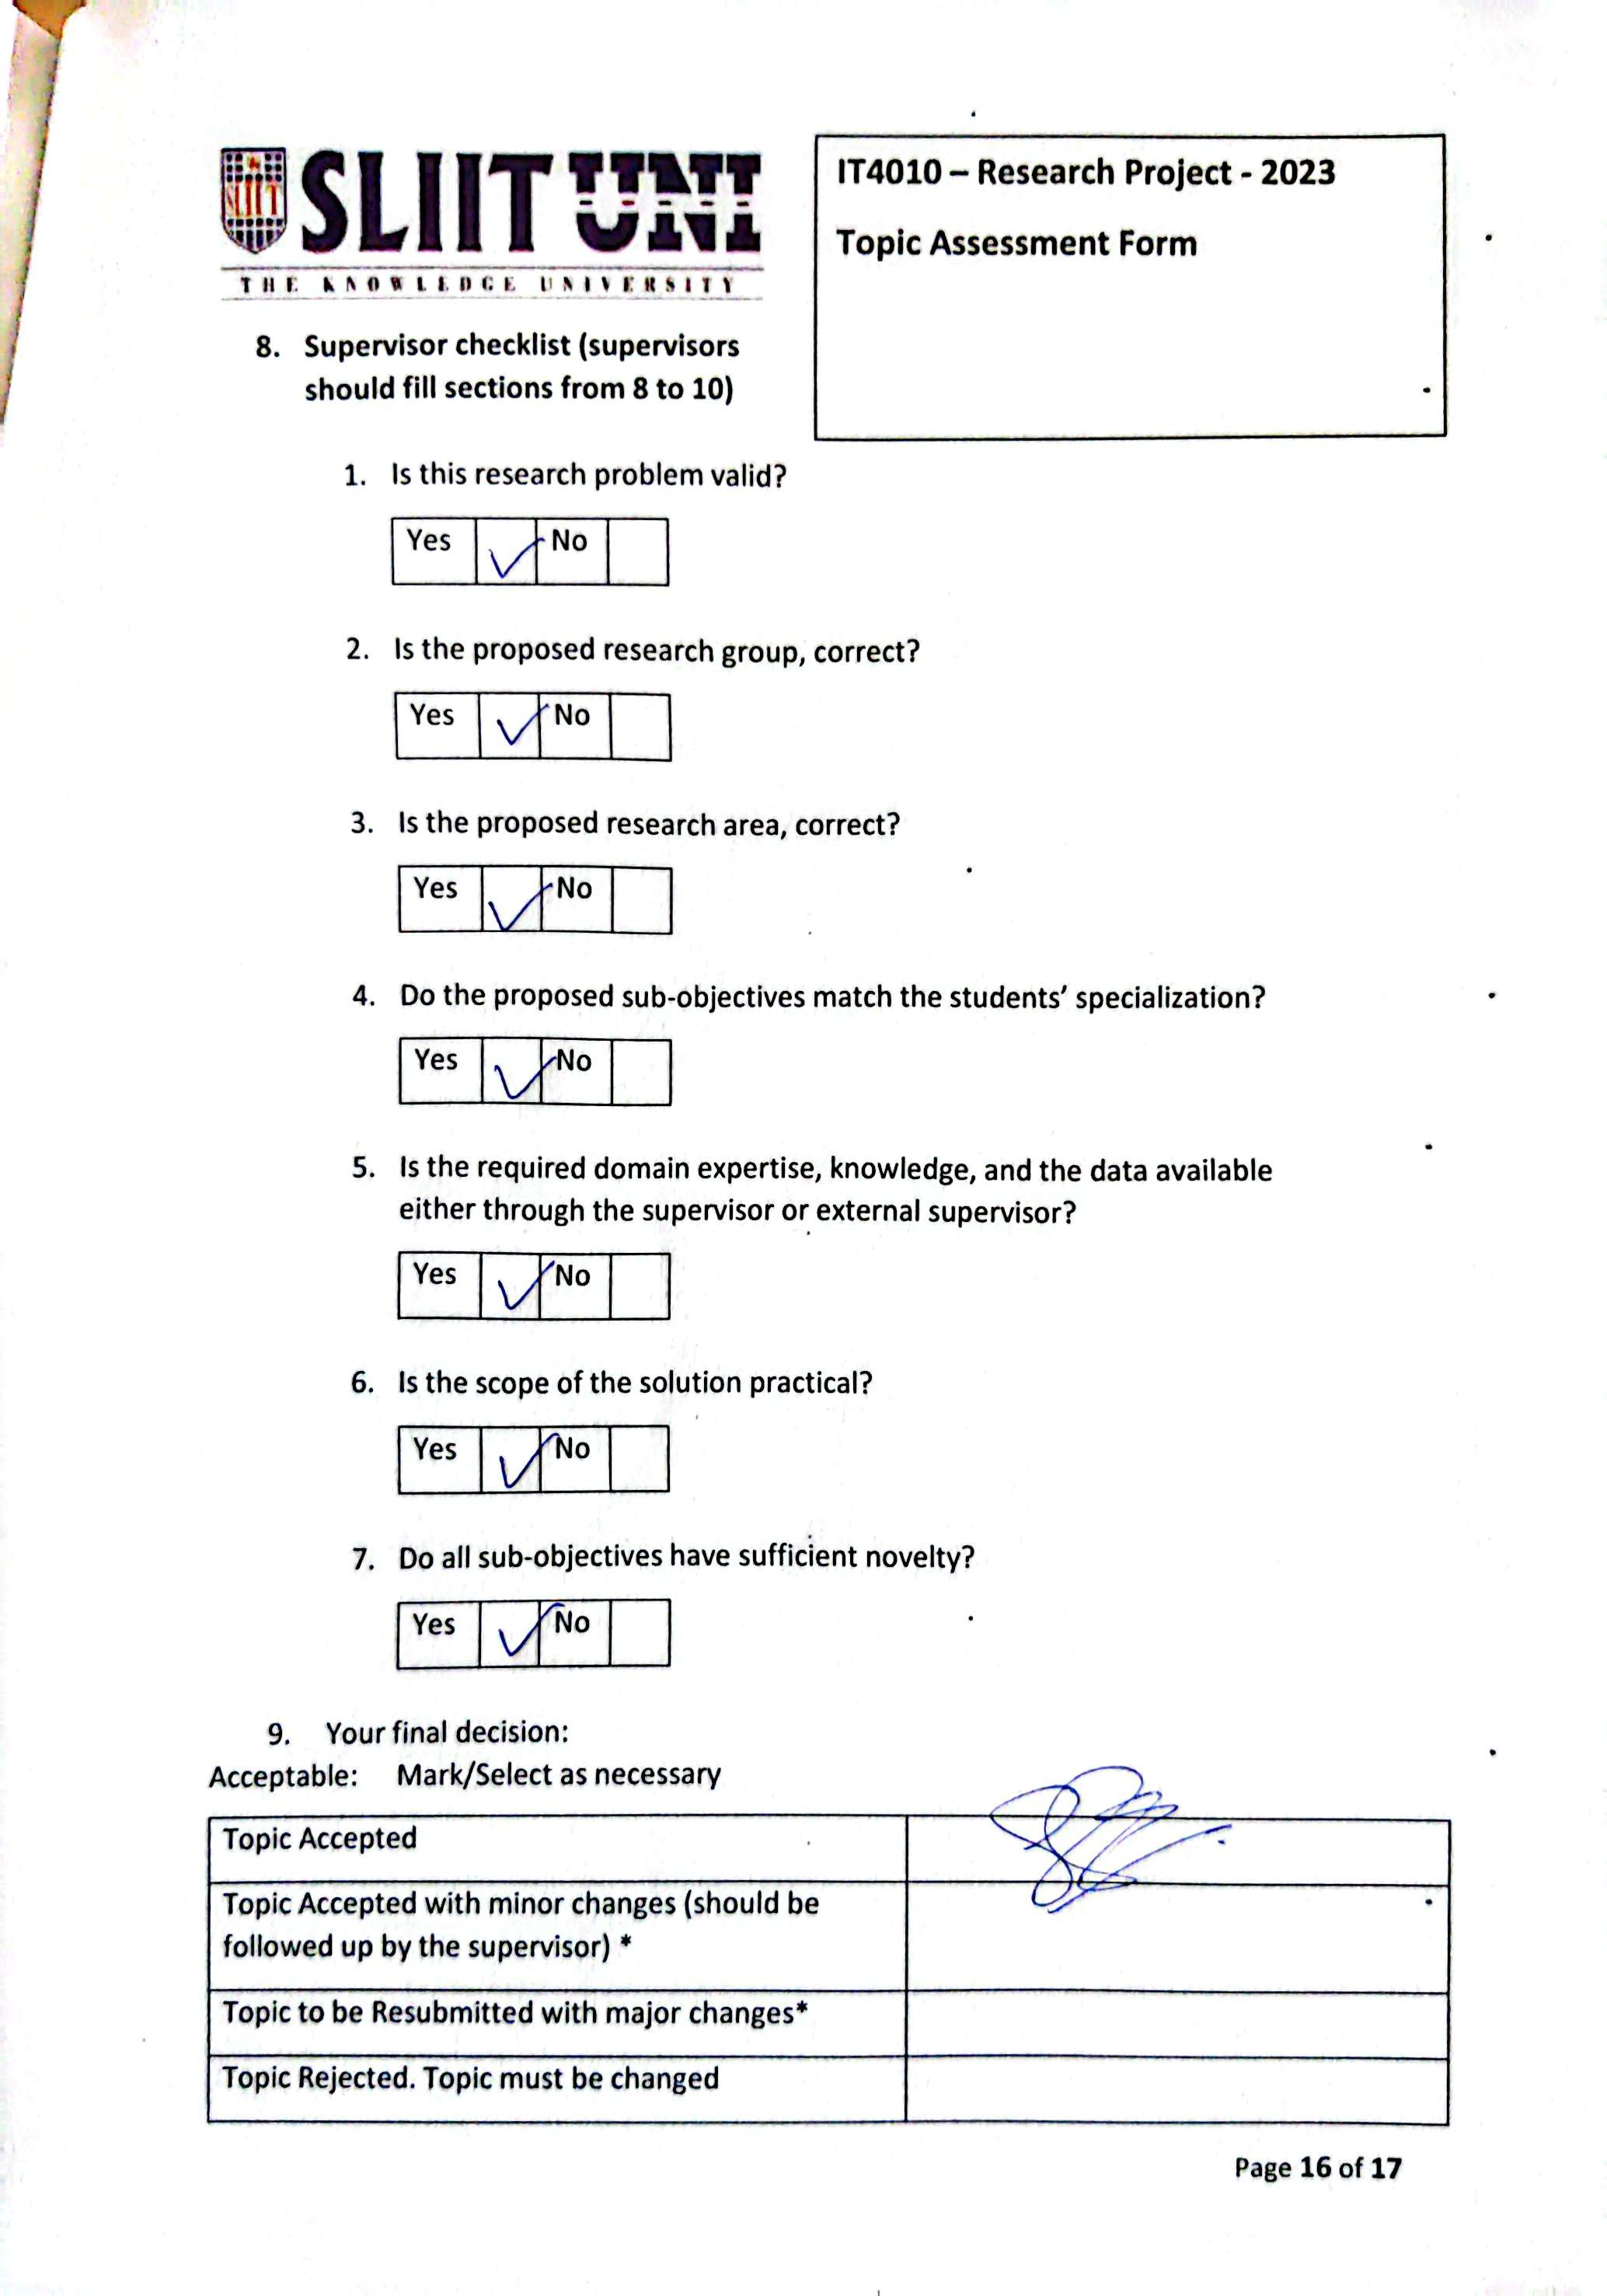 SLIIT UNI
THE KNOWLEDGE UNIVERSITY
IT4010 – Research Project - 2023
Topic Assessment Form
8. Supervisor checklist (supervisors
should fill sections from 8 to 10)
1. Is this research problem valid?
Yes ✓ No
2. Is the proposed research group, correct?
Yes ✓ No
3. Is the proposed research area, correct?
Yes ✓ No
4. Do the proposed sub-objectives match the students’ specialization?
Yes ✓ No
5. Is the required domain expertise, knowledge, and the data available
either through the supervisor or external supervisor?
Yes ✓ No
6. Is the scope of the solution practical?
Yes ✓ No
7. Do all sub-objectives have sufficient novelty?
Yes ✓ No
9. Your final decision:
Acceptable: Mark/Select as necessary
Topic Accepted
Topic Accepted with minor changes (should be
followed up by the supervisor) *
Topic to be Resubmitted with major changes*
Topic Rejected. Topic must be changed
Page 16 of 17